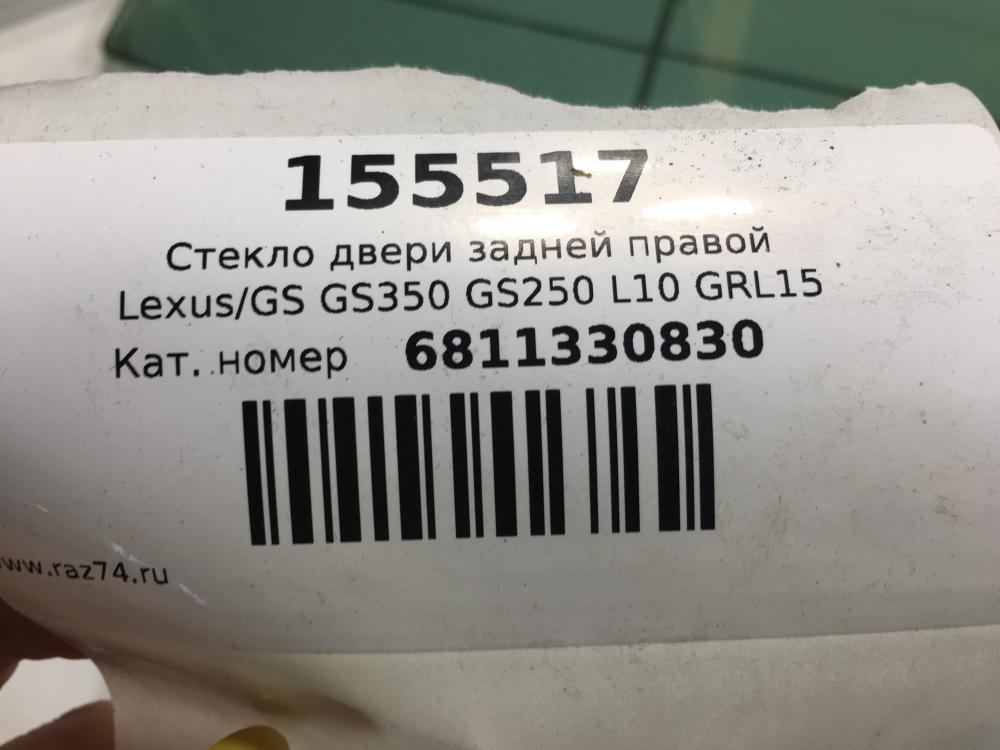 155517
Стекло двери задней правой
Lexus/GS GS350 GS250 L10 GRL15
Кат. номер 6811330830
www.raz74.ru